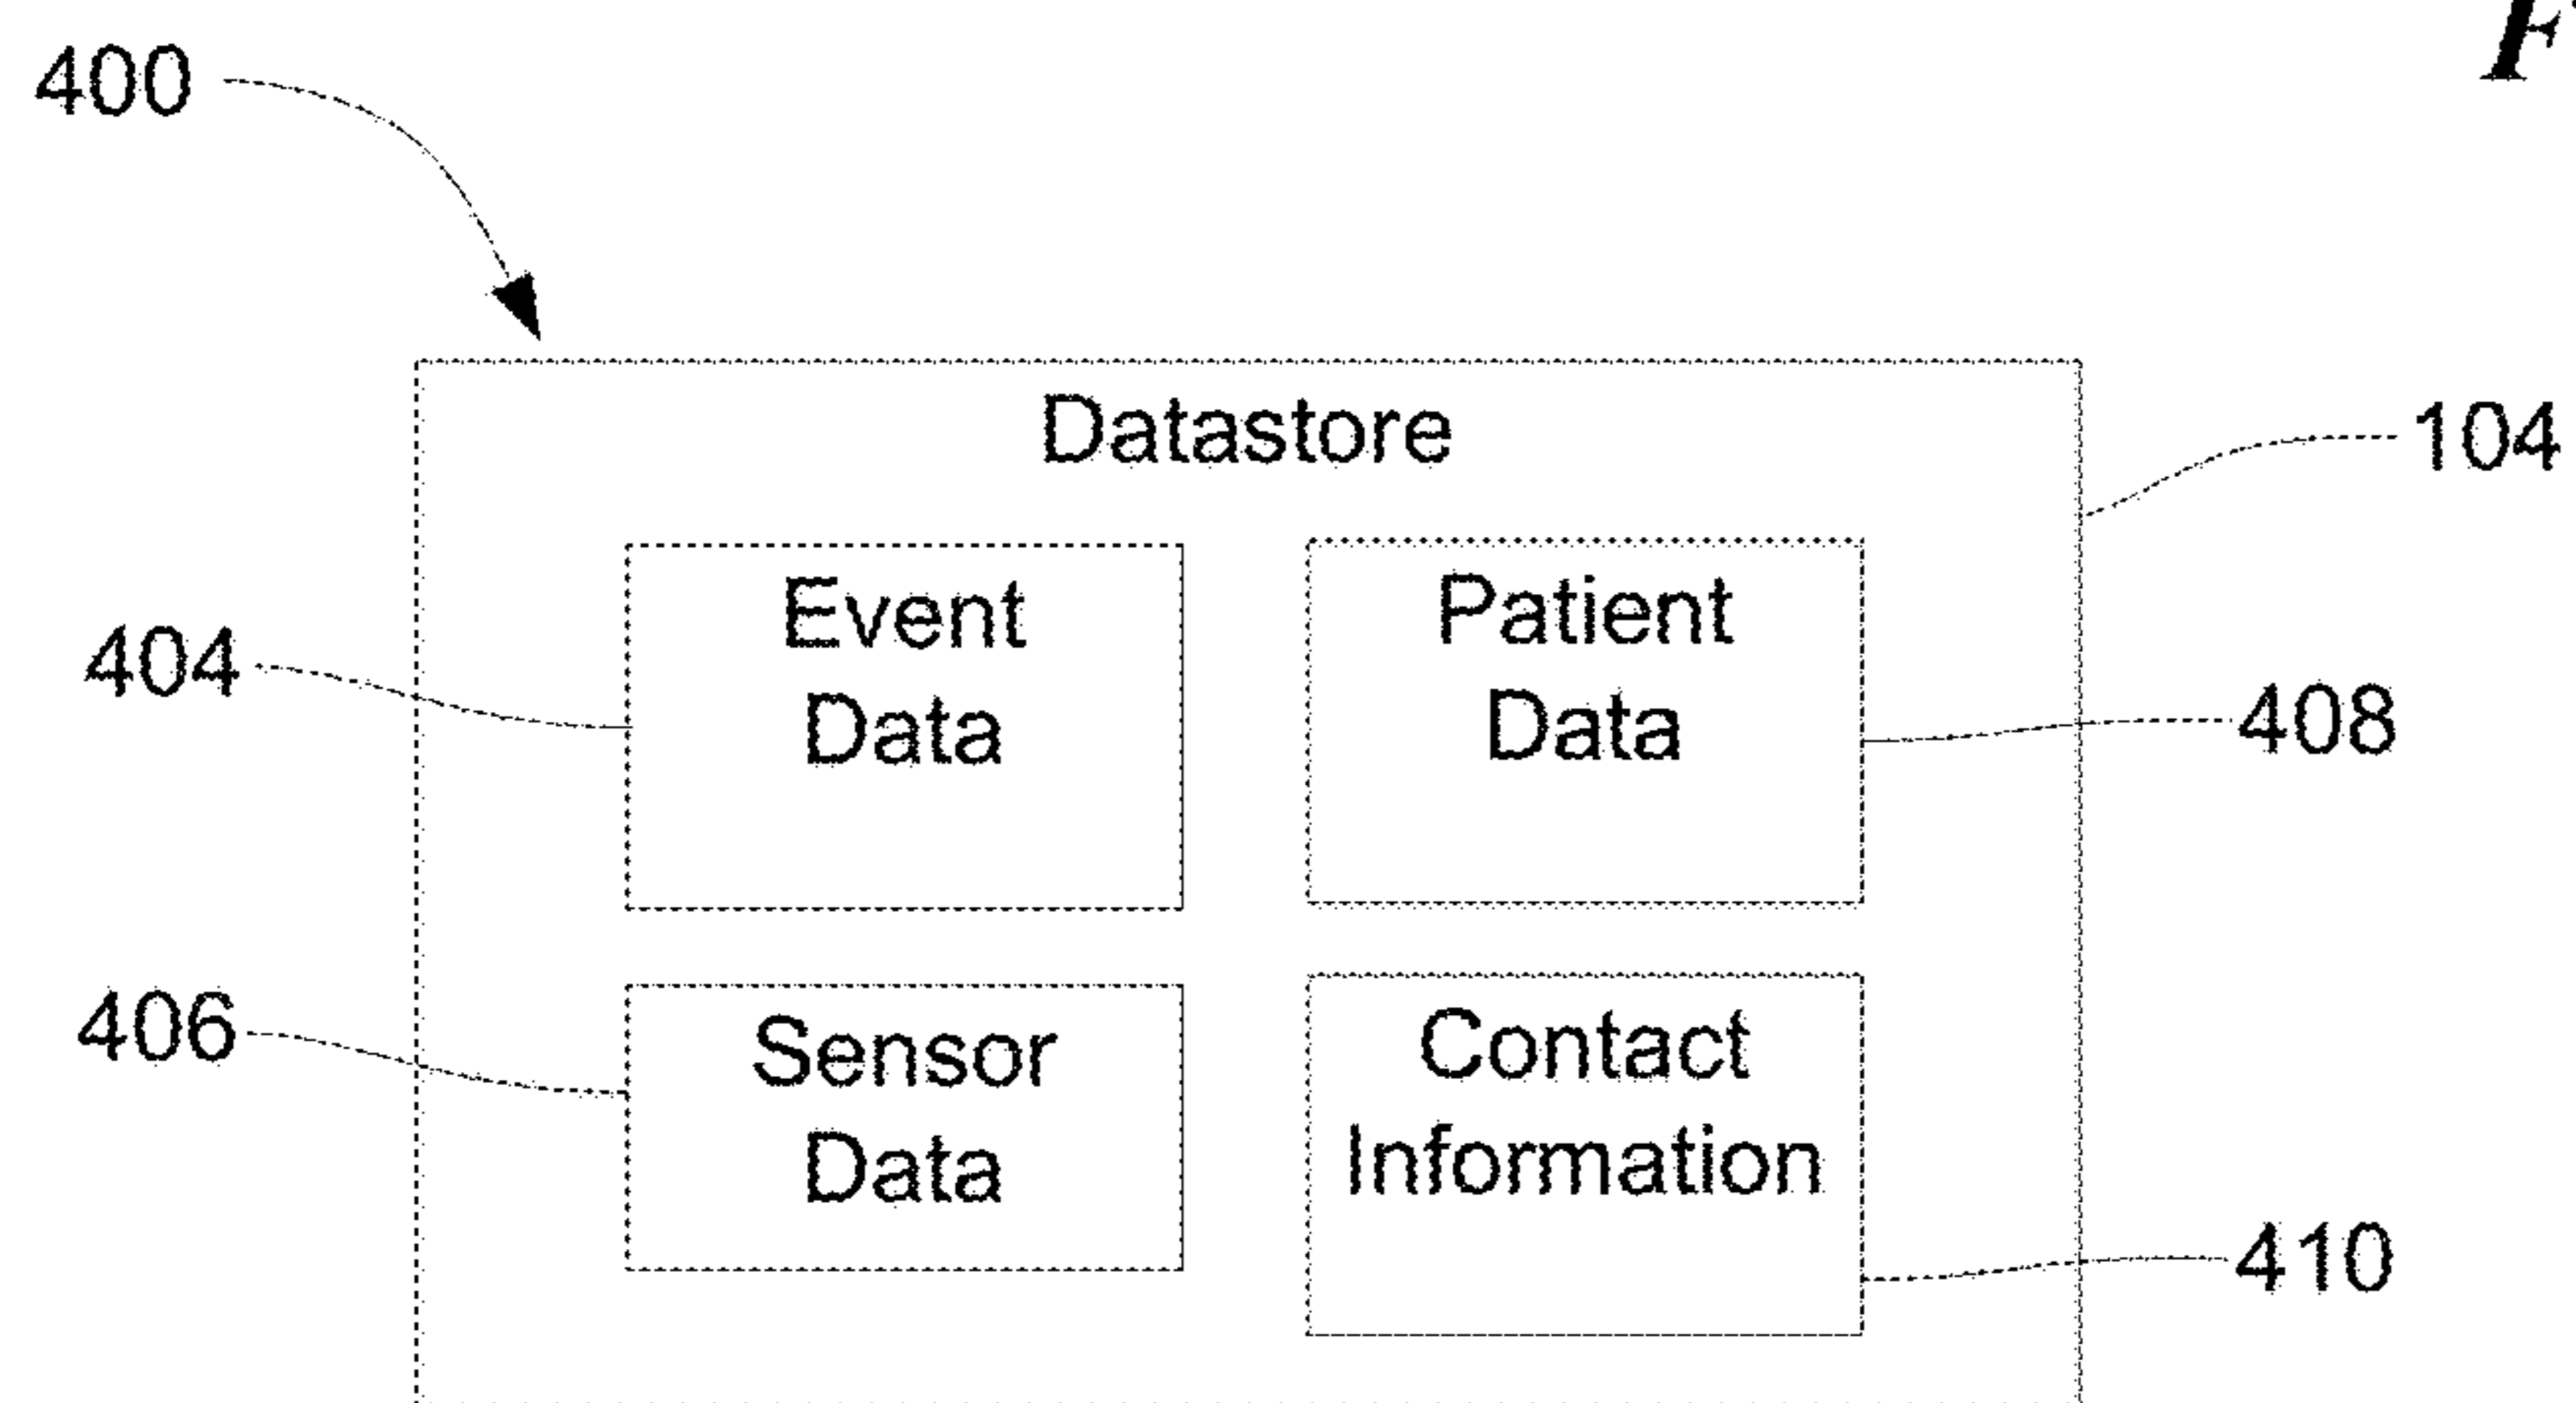 400
Datastore
104
Event
Data
404
Patient
Data
408
Sensor
Data
406
Contact
Information
410